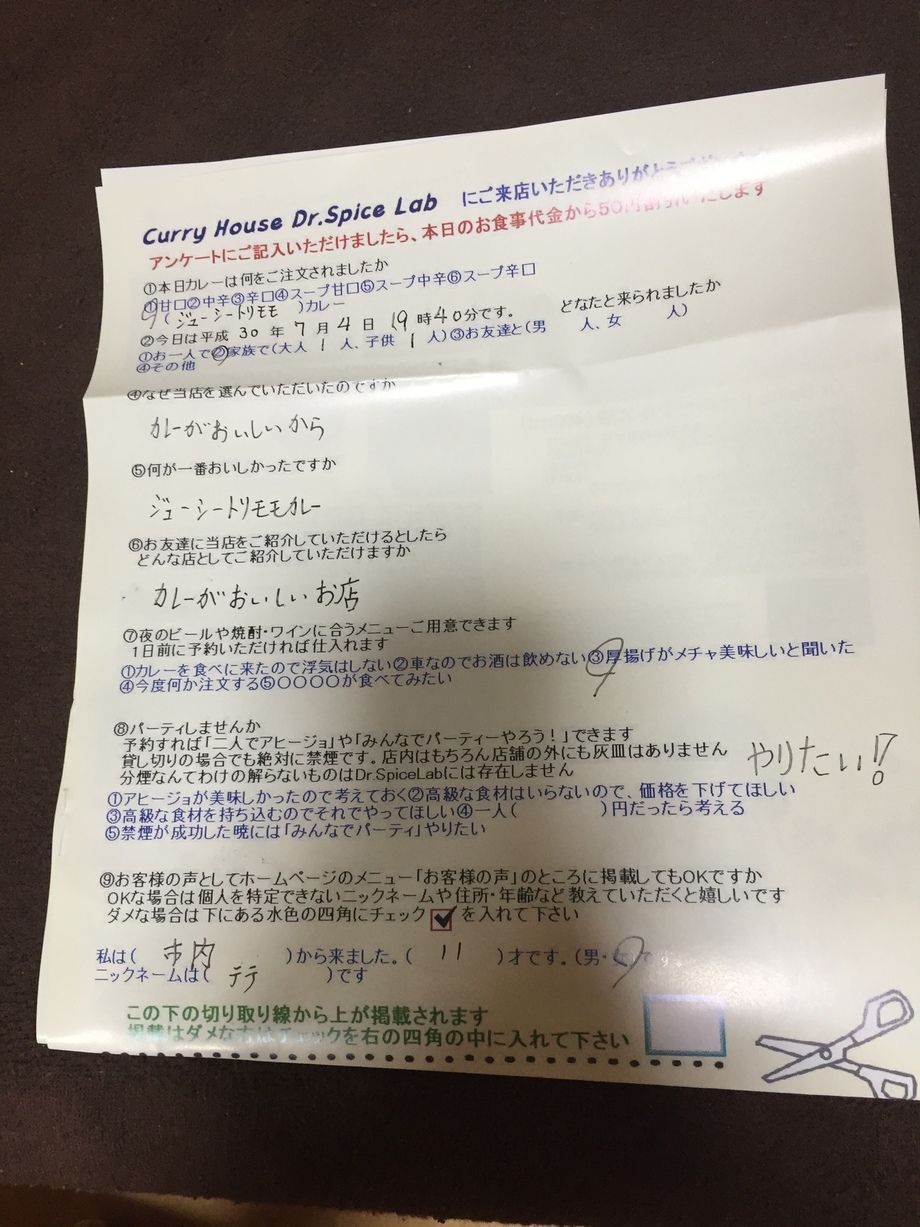 Curry House Dr.Spice Lab にご来店いただきありがとうございます
アンケートにご記入いただけましたら、本日のお食事代金から50円割引いたします
①本日カレーは何をご注文されましたか
①甘口②中辛③辛口④スープ甘口⑤スープ中辛⑥スープ辛口
(ジューシートリモモ)カレー
②今日は平成 30 年 7 月 4 日 19 時 40 分です。 どなたと来られましたか
①お一人で②家族で(大人 1 人、子供 1 人)③お友達と(男 人、女 人)
④その他
④なぜ当店を選んでいただいたのですか
カレーがおいしいから
⑤何が一番おいしかったですか
ジューシートリモモカレー
⑥お友達に当店をご紹介していただけるとしたら
どんな店としてご紹介していただけますか
カレーがおいしいお店
⑦夜のビールや焼酎・ワインに合うメニューご用意できます
1日前に予約いただければ仕入れます
①カレーを食べに来たので浮気はしない②車なのでお酒は飲めない③厚揚げがメチャ美味しいと聞いた
④今度何か注文する⑤〇〇〇〇が食べてみたい
⑧パーティしませんか
予約すれば「二人でアヒージョ」や「みんなでパーティーやろう!」できます
貸し切りの場合でも絶対に禁煙です。店内はもちろん店舗の外にも灰皿はありません
分煙なんてわけの解らないものはDr.SpiceLabには存在しません
やりたい!!
①アヒージョが美味しかったので考えておく②高級な食材はいらないので、価格を下げてほしい
③高級な食材を持ち込むのでそれでやってほしい④一人( )円だったら考える
⑤禁煙が成功した暁には「みんなでパーティ」やりたい
⑨お客様の声としてホームページのメニュー「お客様の声」のところに掲載してもOKですか
OKな場合は個人を特定できないニックネームや住所・年齢など教えていただくと嬉しいです
ダメな場合は下にある水色の四角にチェック を入れて下さい
私は( 市内 )から来ました。( 11 )才です。(男・女)で
ニックネームは( テテ )です
この下の切り取り線から上が掲載されます
掲載はダメな方はチェックを右の四角の中に入れて下さい